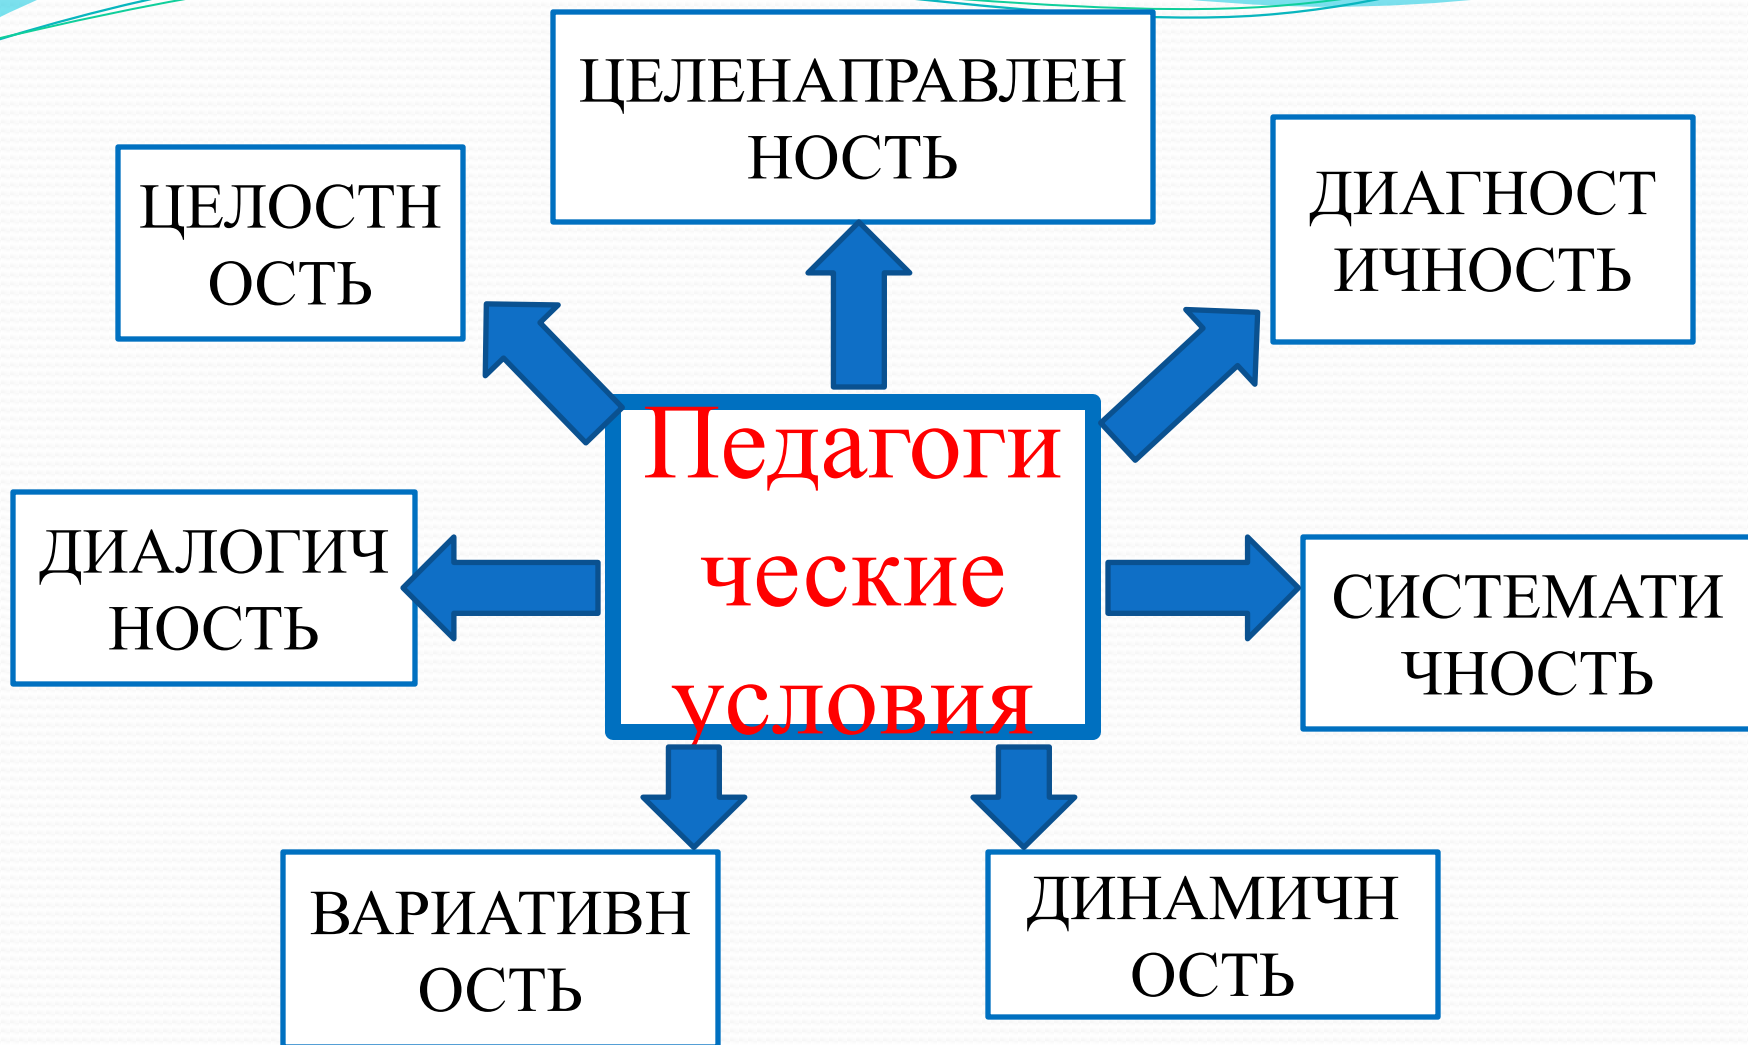 ЦЕЛЕНАПРАВЛЕН
НОСТЬ
ЦЕЛОСТН
ОСТЬ
ДИАГНОСТ
ИЧНОСТЬ
Педагоги
ческие
условия
ДИАЛОГИЧ
НОСТЬ
СИСТЕМАТИ
ЧНОСТЬ
ВАРИАТИВН
ОСТЬ
ДИНАМИЧН
ОСТЬ